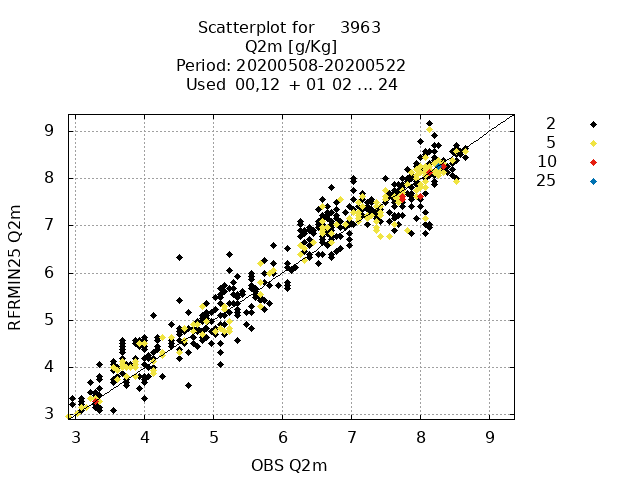 Scatterplot for 3963
Q2m [g/Kg]
Period: 20200508-20200522
Used 00,12 + 01 02 ... 24
2
5
10
25
9
8
7
6
5
4
3
RFRMIN25 Q2m
3 4 5 6 7 8 9
OBS Q2m